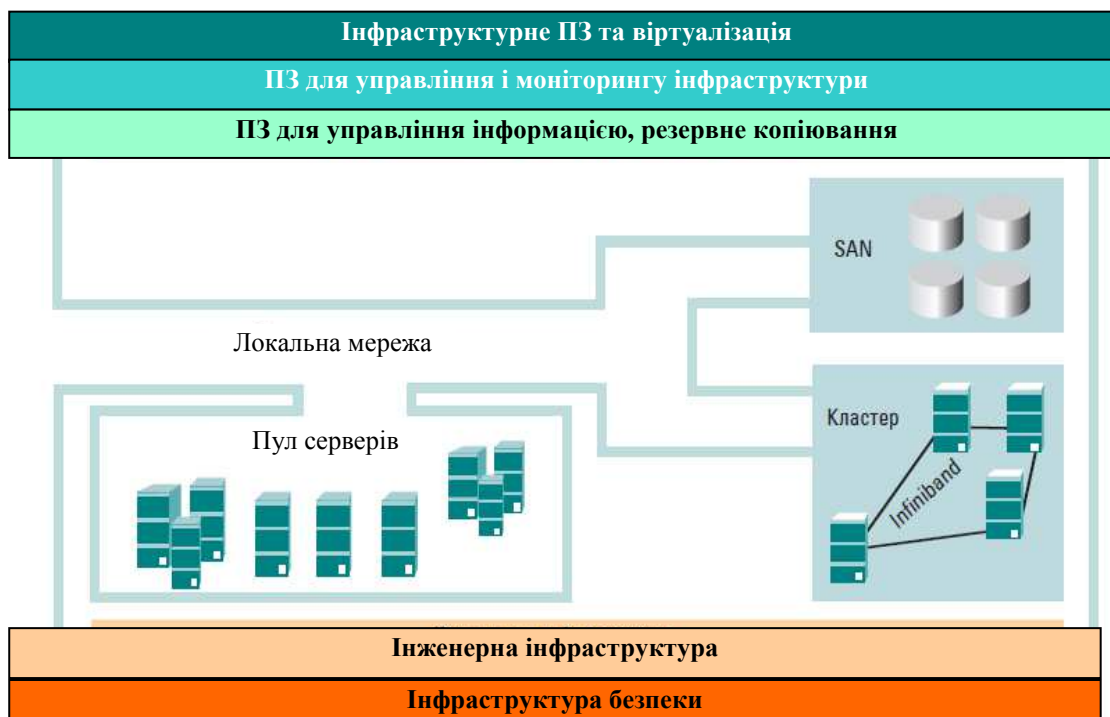 Інфраструктурне ПЗ та віртуалізація
ПЗ для управління і моніторингу інфраструктури
ПЗ для управління інформацією, резервне копіювання
SAN
Локальна мережа
Кластер
Пул серверів
Infiniband
Інженерна інфраструктура
Інфраструктура безпеки